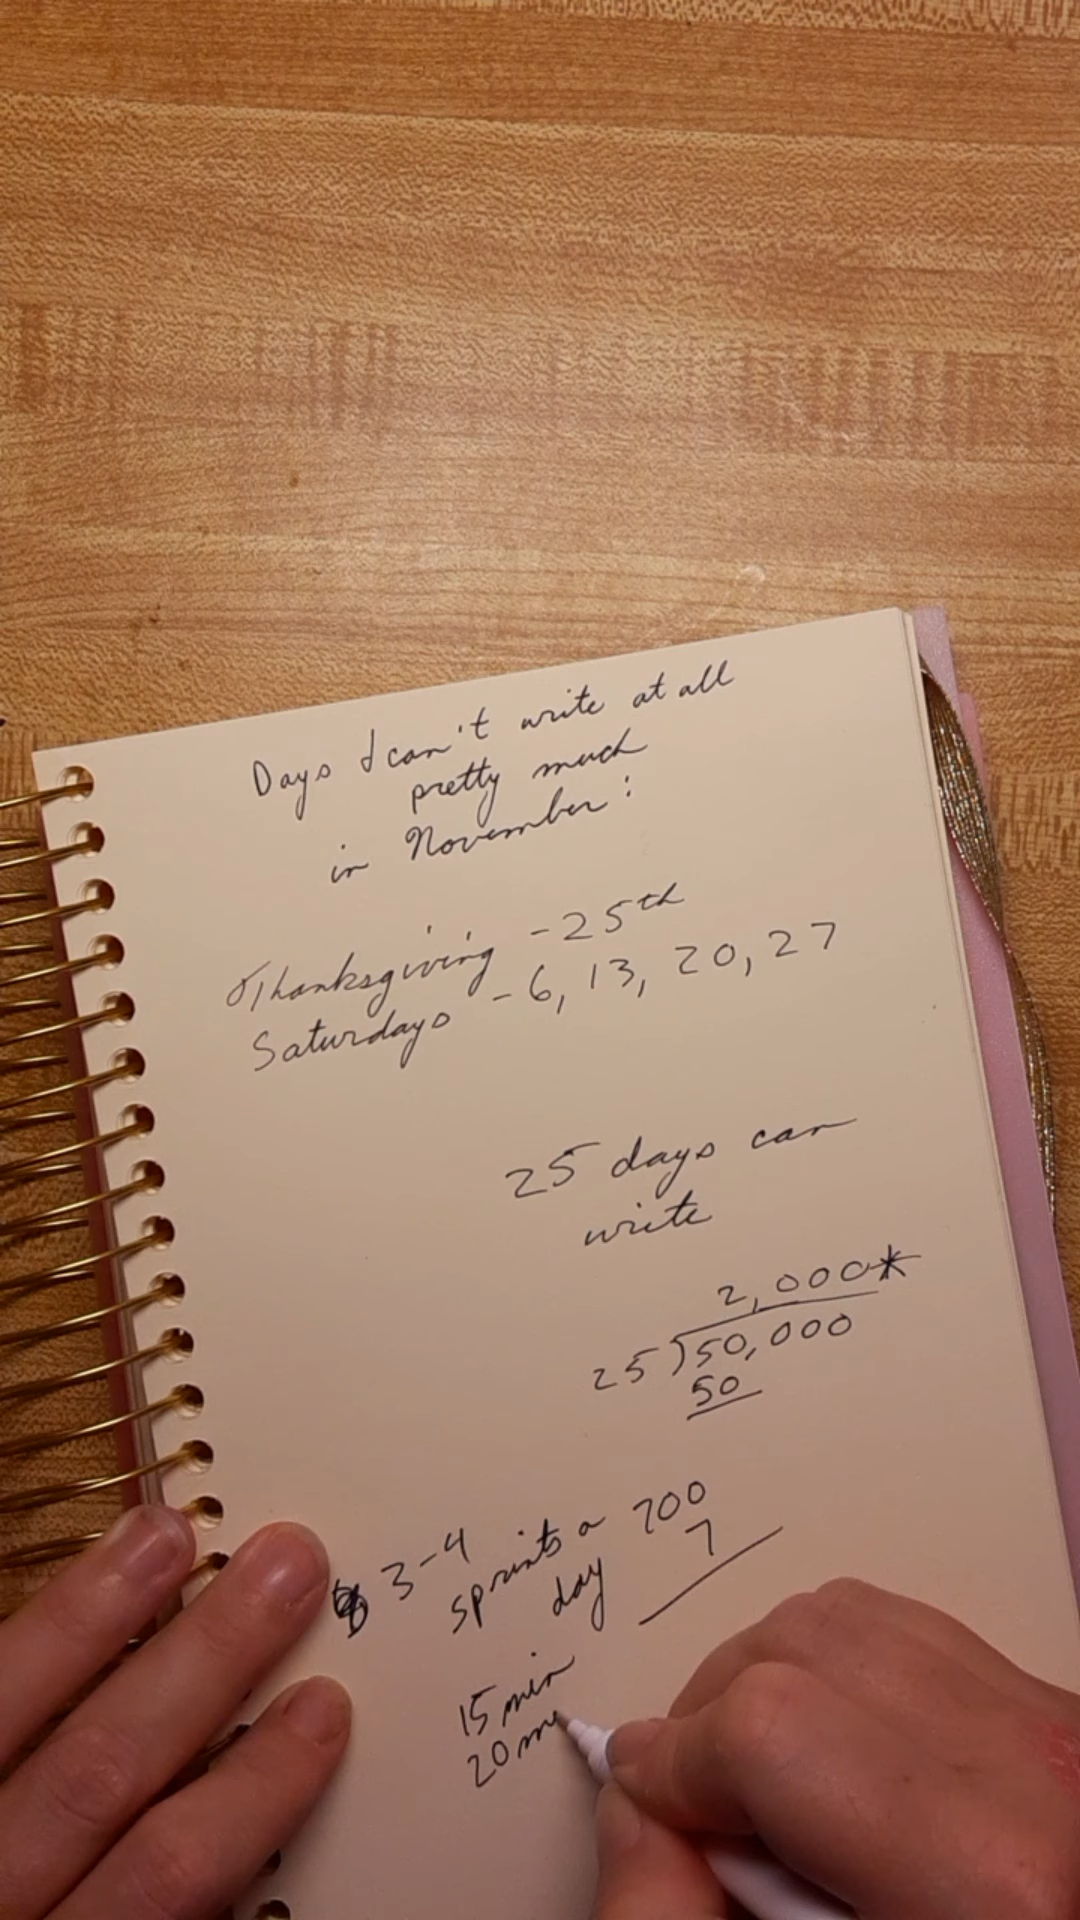 Days I can't write at all
pretty much
in November:
Thanksgiving - 25th
Saturdays - 6, 13, 20, 27
25 days can
write
2,000*
25)50,000
50
3-4
sprints a
day
700
7
15 min
20 m